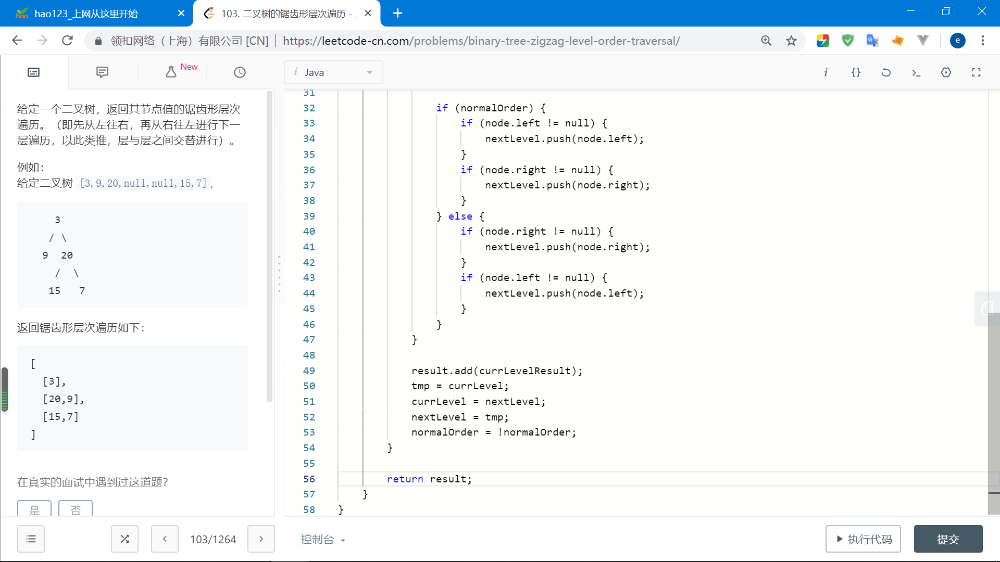 hao hao123_上网从这里开始
103. 二叉树的锯齿形层次遍历 -
领扣网络（上海）有限公司 [CN] | https://leetcode-cn.com/problems/binary-tree-zigzag-level-order-traversal/
e
New
i Java
给定一个二叉树，返回其节点值的锯齿形层次
遍历。（即先从左往右，再从右往左进行下一
层遍历，以此类推，层与层之间交替进行）。
例如：
给定二叉树 [3,9,20,null,null,15,7],
3
/ \
9 20
/ \
15 7
返回锯齿形层次遍历如下：
[
[3],
[20,9],
[15,7]
]
在真实的面试中遇到过这道题？
是 否
31
32 if (normalOrder) {
33 if (node.left != null) {
34 nextLevel.push(node.left);
35 }
36 if (node.right != null) {
37 nextLevel.push(node.right);
38 }
39 } else {
40 if (node.right != null) {
41 nextLevel.push(node.right);
42 }
43 if (node.left != null) {
44 nextLevel.push(node.left);
45 }
46 }
47 }
48
49 result.add(currLevelResult);
50 tmp = currLevel;
51 currLevel = nextLevel;
52 nextLevel = tmp;
53 normalOrder = !normalOrder;
54 }
55
56 return result;
57 }
58 }
103/1264
控制台
执行代码
提交